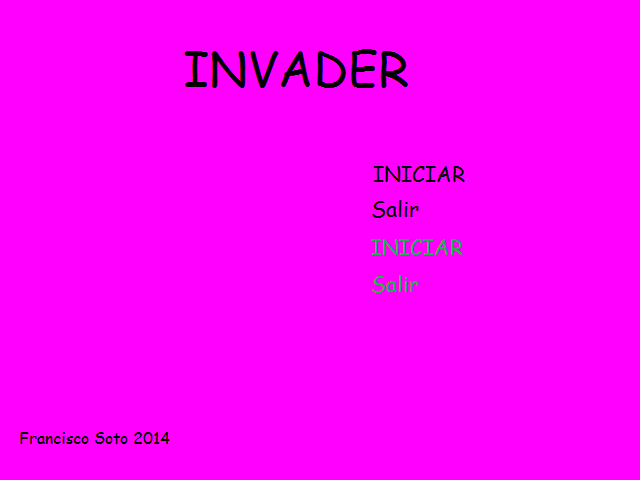 INVADER
INICIAR
Salir
INICIAR
Salir
Francisco Soto 2014